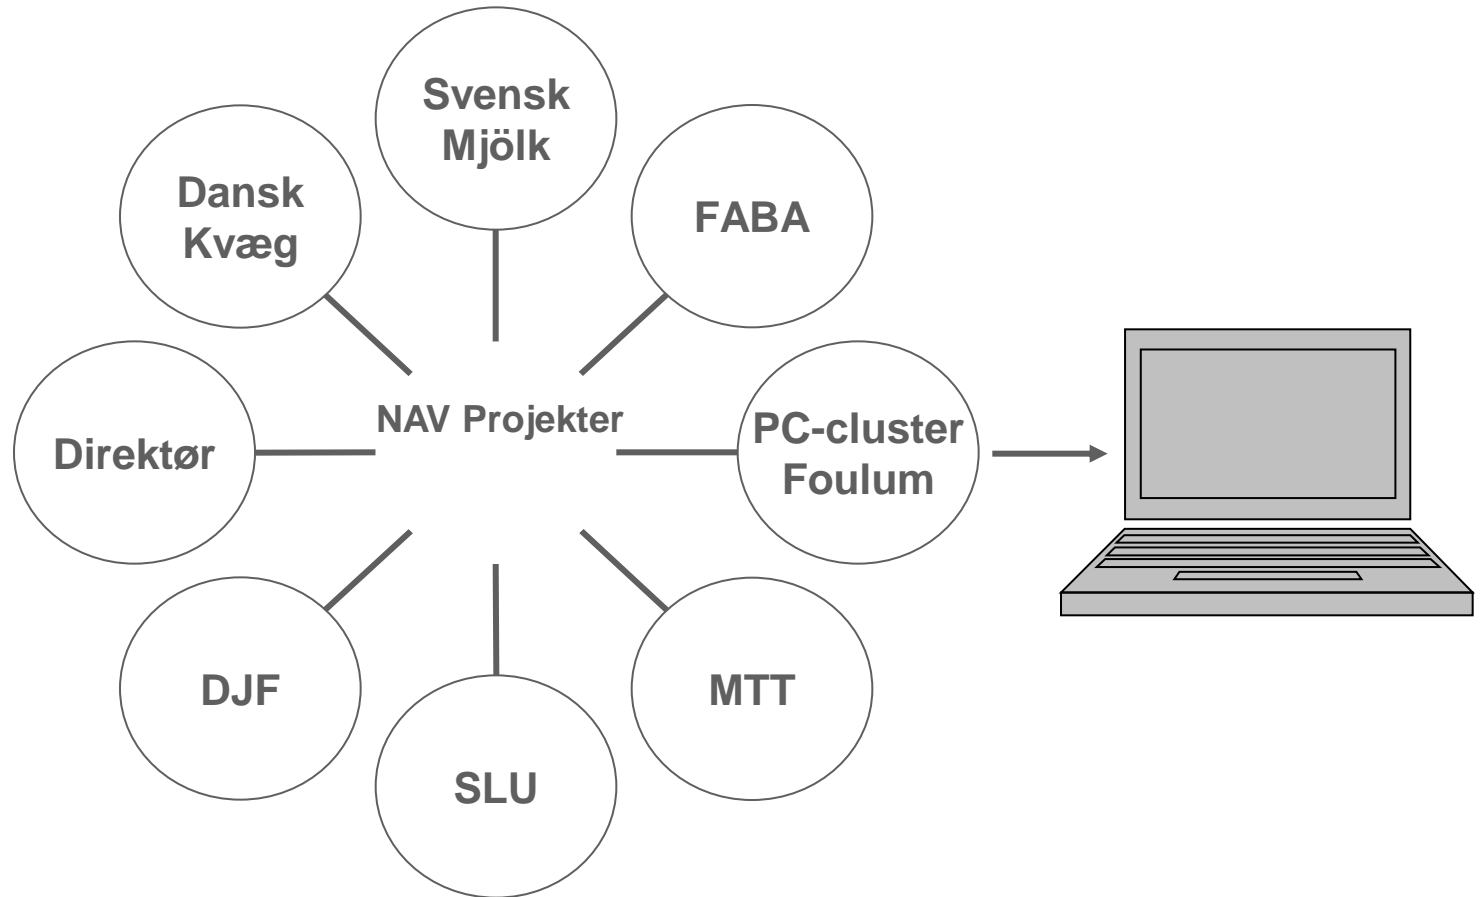 Svensk
Mjölk
Dansk
Kvæg
FABA
NAV Projekter
Direktør
PC-cluster
Foulum
DJF
MTT
SLU